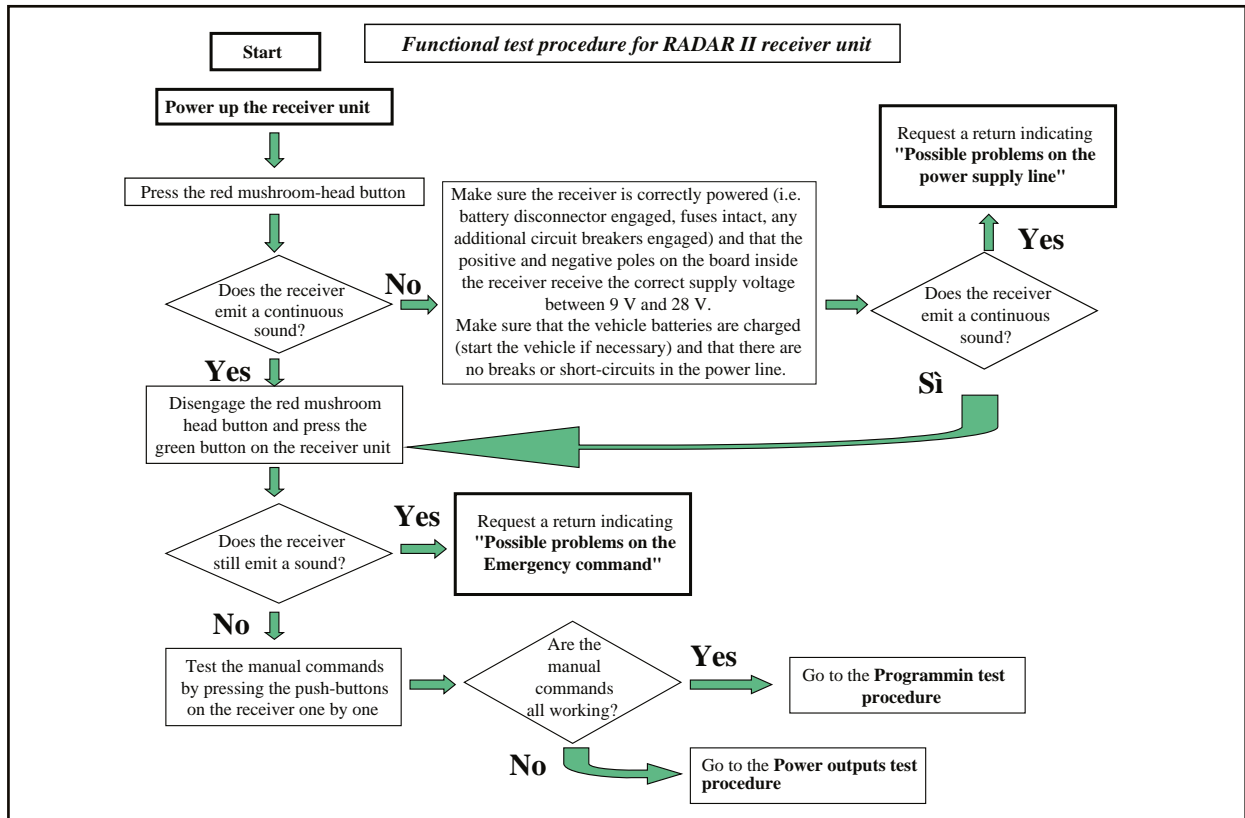 Start
Functional test procedure for RADAR II receiver unit
Power up the receiver unit
Press the red mushroom-head button
Does the receiver
emit a continuous
sound?
No
Make sure the receiver is correctly powered (i.e.
battery disconnector engaged, fuses intact, any
additional circuit breakers engaged) and that the
positive and negative poles on the board inside
the receiver receive the correct supply voltage
between 9 V and 28 V.
Make sure that the vehicle batteries are charged
(start the vehicle if necessary) and that there are
no breaks or short-circuits in the power line.
Request a return indicating
"Possible problems on the
power supply line"
Yes
Does the receiver
emit a continuous
sound?
Sì
Yes
Disengage the red mushroom
head button and press the
green button on the receiver unit
Does the receiver
still emit a sound?
Yes
Request a return indicating
"Possible problems on the
Emergency command"
No
Test the manual commands
by pressing the push-buttons
on the receiver one by one
Are the
manual
commands
all working?
Yes
Go to the Programmin test
procedure
No
Go to the Power outputs test
procedure